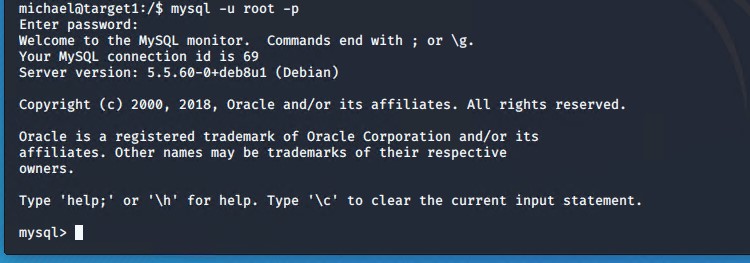 michael@target1:/$ mysql -u root -p
Enter password:
Welcome to the MySQL monitor.  Commands end with ; or \g.
Your MySQL connection id is 69
Server version: 5.5.60-0+deb8u1 (Debian)
Copyright (c) 2000, 2018, Oracle and/or its affiliates. All rights reserved.
Oracle is a registered trademark of Oracle Corporation and/or its
affiliates. Other names may be trademarks of their respective
owners.
Type 'help;' or '\h' for help. Type '\c' to clear the current input statement.
mysql>